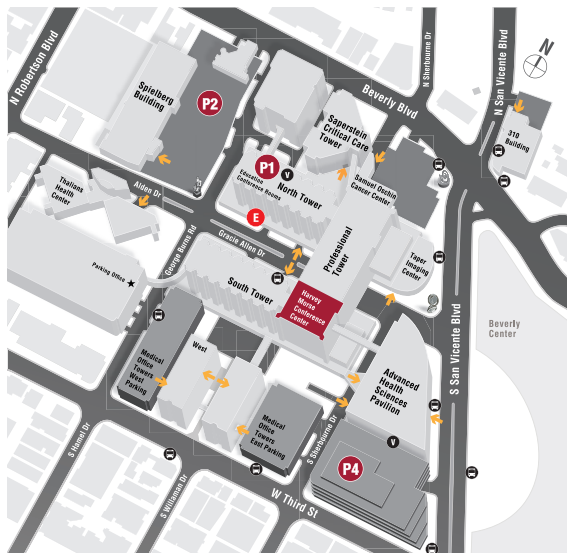 N Robertson Blvd
Spielberg
Building
P2
Beverly Blvd
N Sherbourne Dr
N San Vicente Blvd
N
310
Building
Saperstein
Critical Care
Tower
P1
V
Education
Conference Rooms
North Tower
Samuel Oschin
Cancer Center
Thalians
Health
Center
Alden Dr
E
Gracie Allen Dr
Professional
Tower
Taper
Imaging
Center
George Burns Rd
Parking Office
South Tower
Harvey
Morse
Conference
Center
S San Vicente Blvd
Beverly
Center
Medical
Office
Towers
West
Parking
West
Advanced
Health
Sciences
Pavilion
Medical
Office
Towers
East Parking
S Sherbourne Dr
V
P4
S Hamel Dr
S Willaman Dr
W Third St